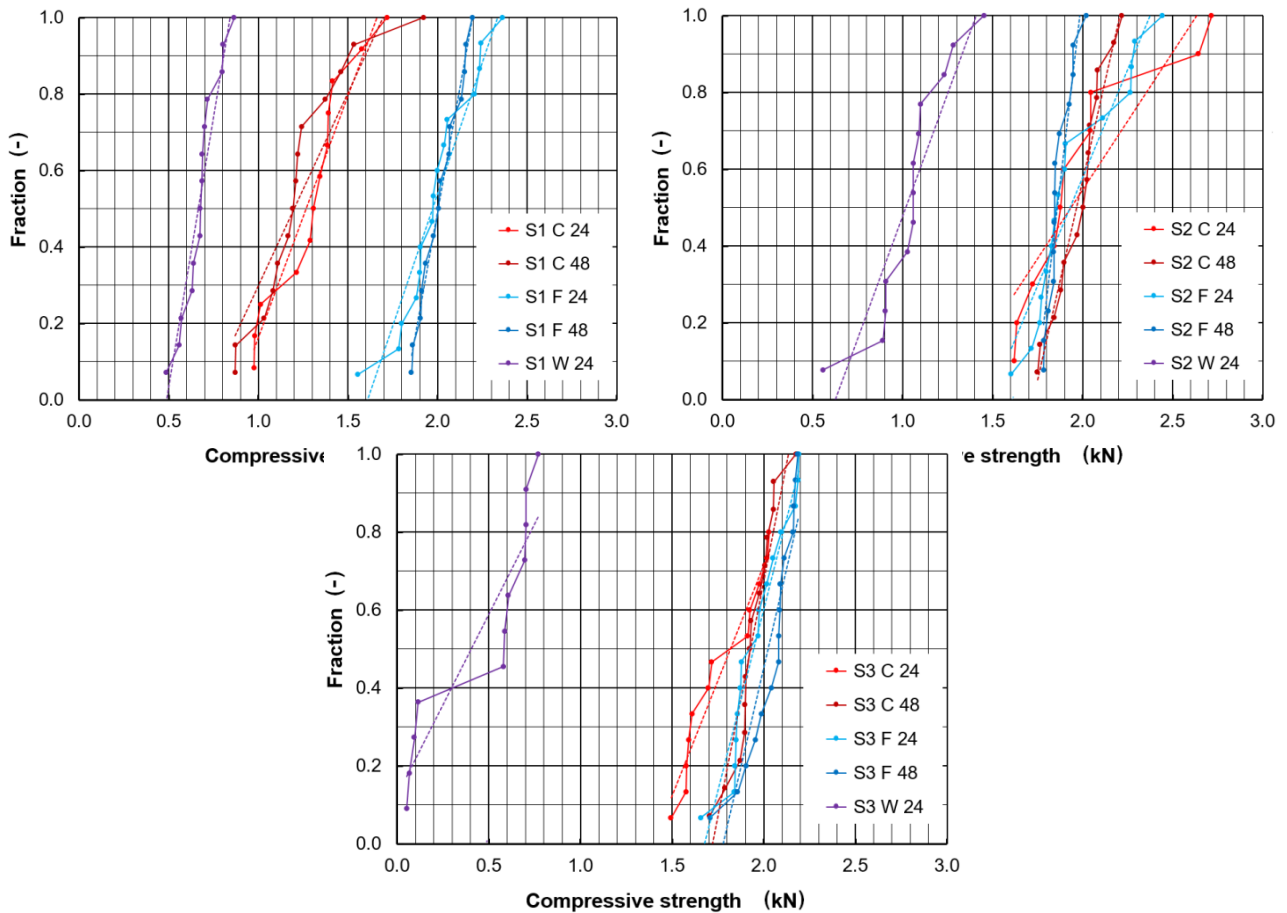 1.0
0.8
0.6
0.4
0.2
0.0
Fraction (-)
0.5 1.0 1.5 2.0 2.5 3.0
Compressive
S1 C 24
S1 C 48
S1 F 24
S1 F 48
S1 W 24
1.0
0.8
0.6
0.4
0.2
0.0
Fraction (-)
0.0 0.5 1.0 1.5 2.0 2.5 3.0
strength (kN)
S2 C 24
S2 C 48
S2 F 24
S2 F 48
S2 W 24
1.0
0.8
0.6
0.4
0.2
0.0
Fraction (-)
0.0 0.5 1.0 1.5 2.0 2.5 3.0
Compressive strength (kN)
S3 C 24
S3 C 48
S3 F 24
S3 F 48
S3 W 24